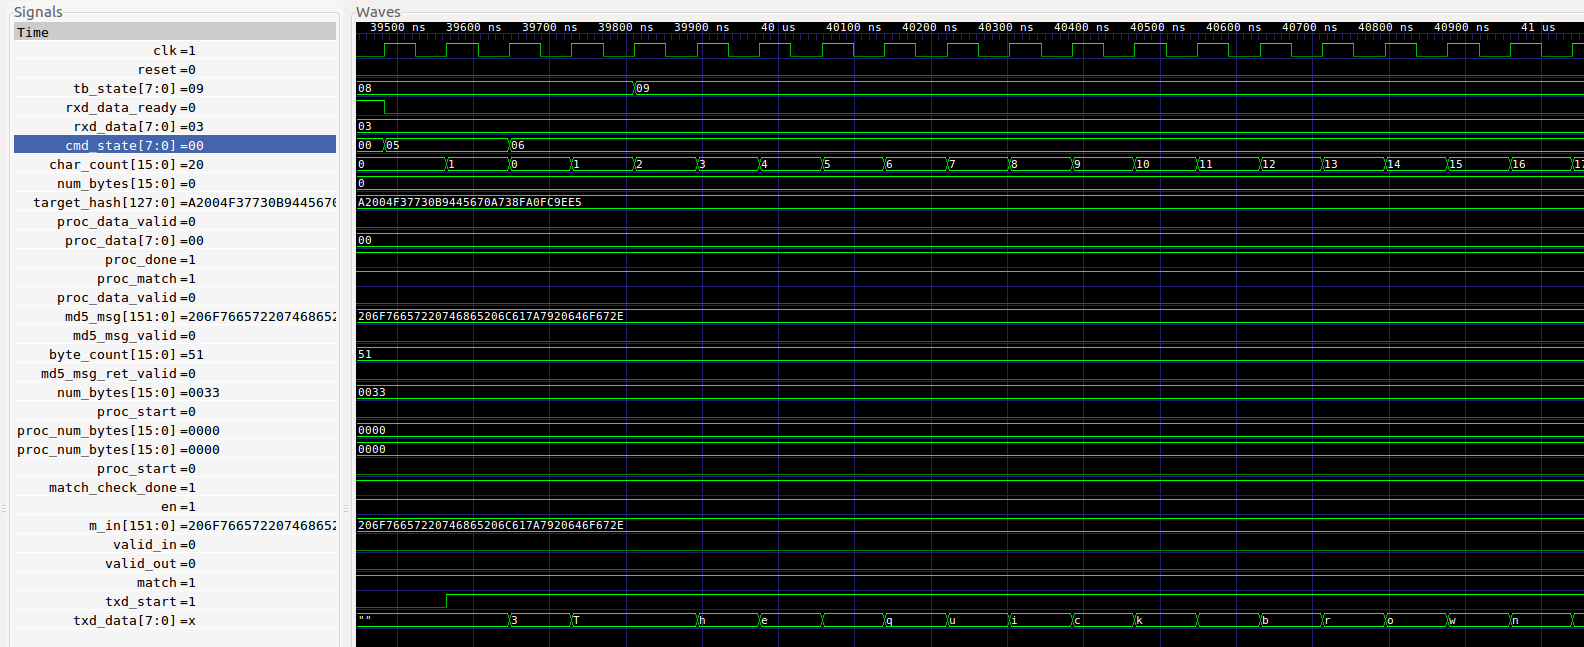 Signals Waves
Time 39500 ns 39600 ns 39700 ns 39800 ns 39900 ns 40 us 40100 ns 40200 ns 40300 ns 40400 ns 40500 ns 40600 ns 40700 ns 40800 ns 40900 ns 41 us
clk=1
reset=0
tb_state[7:0]=09 08 09
rxd_data_ready=0
rxd_data[7:0]=03 03
cmd_state[7:0]=00 00 05 06
char_count[15:0]=20 0 1 0 1 2 3 4 5 6 7 8 9 10 11 12 13 14 15 16 17
num_bytes[15:0]=0 0
target_hash[127:0]=A2004F37730B9445670 A2004F37730B9445670A738FA0FC9EE5
proc_data_valid=0
proc_data[7:0]=00 00
proc_done=1
proc_match=1
proc_data_valid=0
md5_msg[151:0]=206F766572207468652 206F76657220746865206C617A7920646F672E
md5_msg_valid=0
byte_count[15:0]=51 51
md5_msg_ret_valid=0
num_bytes[15:0]=0033 0033
proc_start=0
proc_num_bytes[15:0]=0000 0000
proc_num_bytes[15:0]=0000 0000
proc_start=0
match_check_done=1
en=1
m_in[151:0]=206F766572207468652 206F76657220746865206C617A7920646F672E
valid_in=0
valid_out=0
match=1
txd_start=1
txd_data[7:0]=x "" 3 T h e q u i c k b r o w n